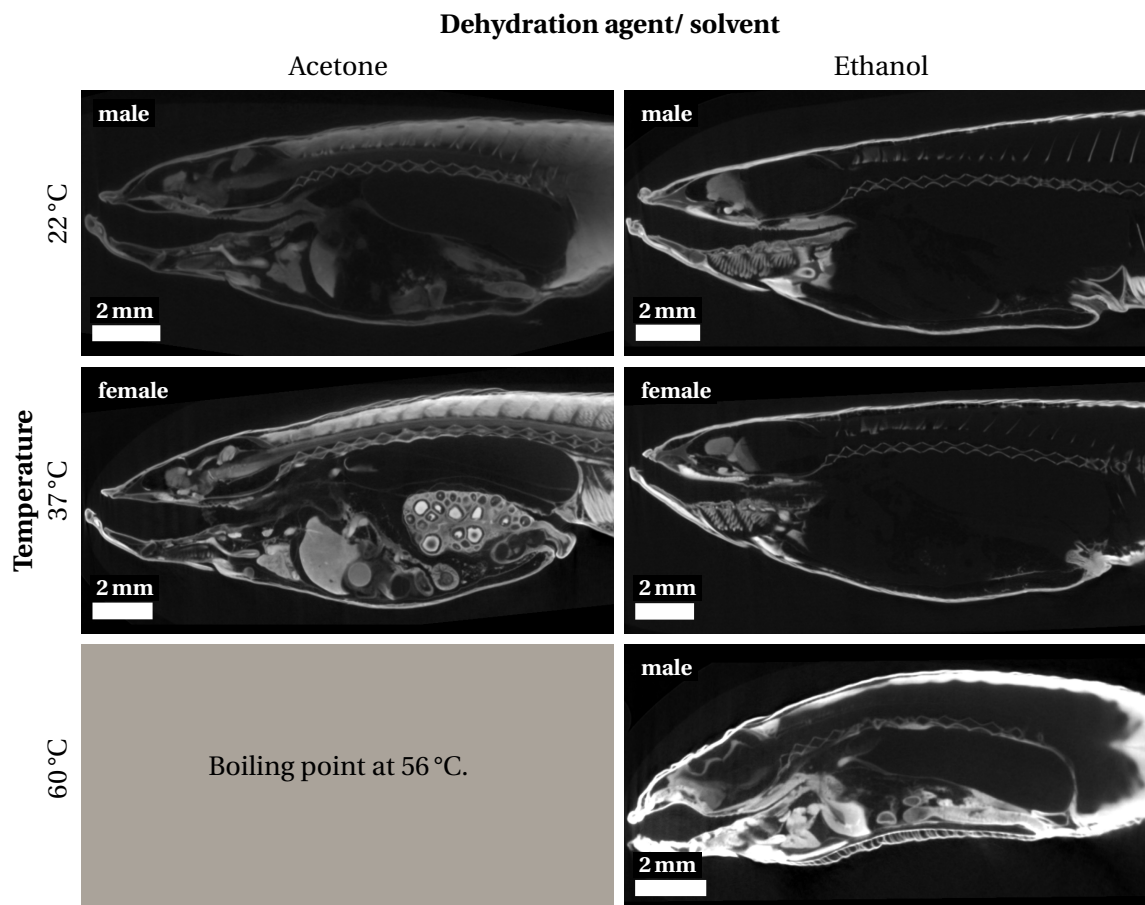 Dehydration agent/ solvent
Acetone
Ethanol
Temperature
22 °C
male
2 mm
male
2 mm
37 °C
female
2 mm
female
2 mm
60 °C
Boiling point at 56 °C.
male
2 mm